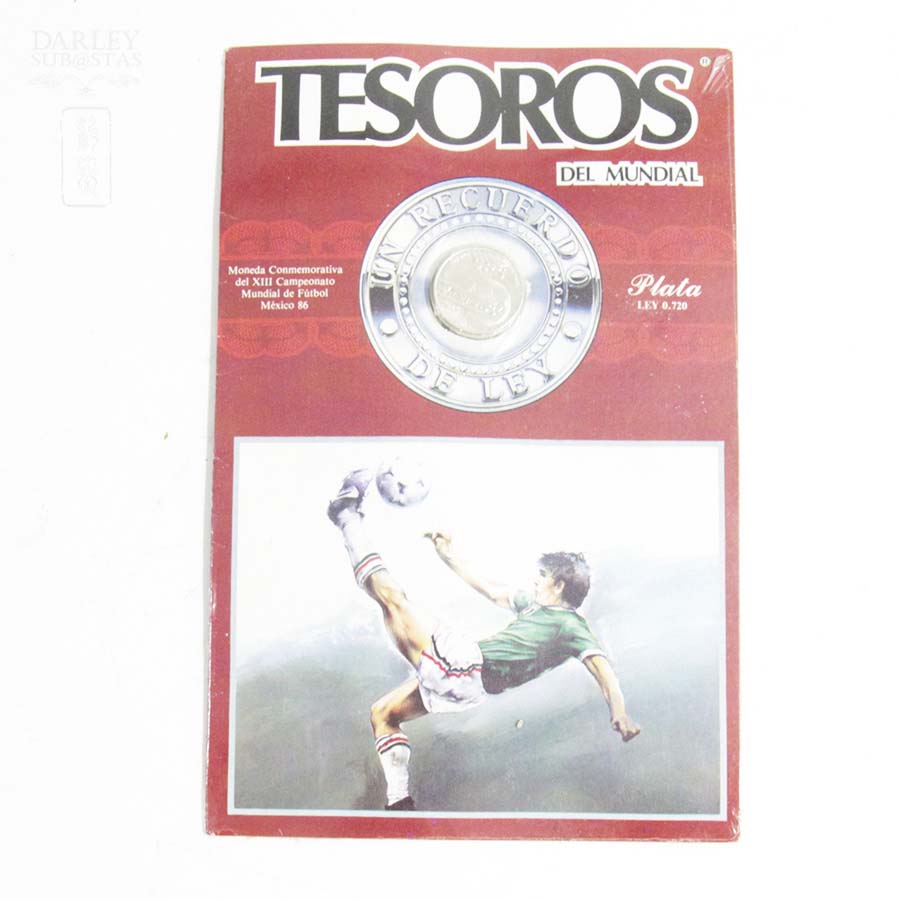 DARLEY
SUB@STAS
TESOROS
DEL MUNDIAL
UN RECUERDO
DE LEY
Moneda Conmemorativa
del XIII Campeonato
Mundial de Fútbol
México 86
Plata
LEY 0.720